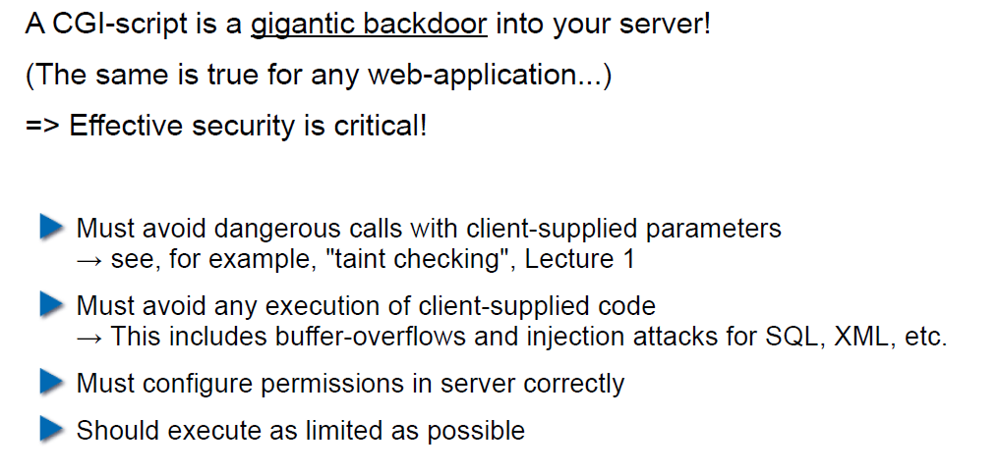 A CGI-script is a gigantic backdoor into your server!
(The same is true for any web-application...)
=> Effective security is critical!
Must avoid dangerous calls with client-supplied parameters
→ see, for example, "taint checking", Lecture 1
Must avoid any execution of client-supplied code
→ This includes buffer-overflows and injection attacks for SQL, XML, etc.
Must configure permissions in server correctly
Should execute as limited as possible